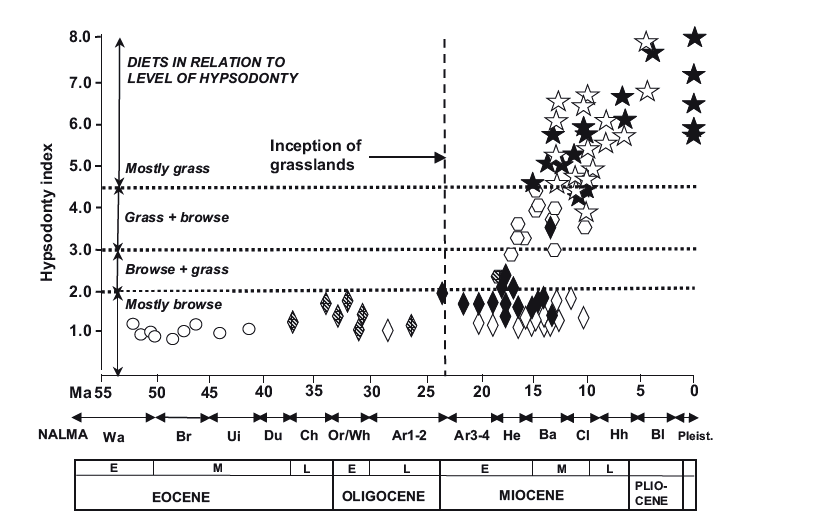 8.0
DIETS IN RELATION TO
LEVEL OF HYPSODONTY
7.0
6.0
Inception of
grasslands
5.0
Mostly grass
4.0
Grass + browse
Hypsodonty index
3.0
Browse + grass
2.0
Mostly browse
1.0
Ma 55 50 45 40 35 30 25 20 15 10 5 0
NALMA Wa Br Ui Du Ch Or/Wh Ar1-2 Ar3-4 He Ba Cl Hh Bl Pleist.
E M L E L E M L
EOCENE OLIGOCENE MIOCENE PLIO-
CENE